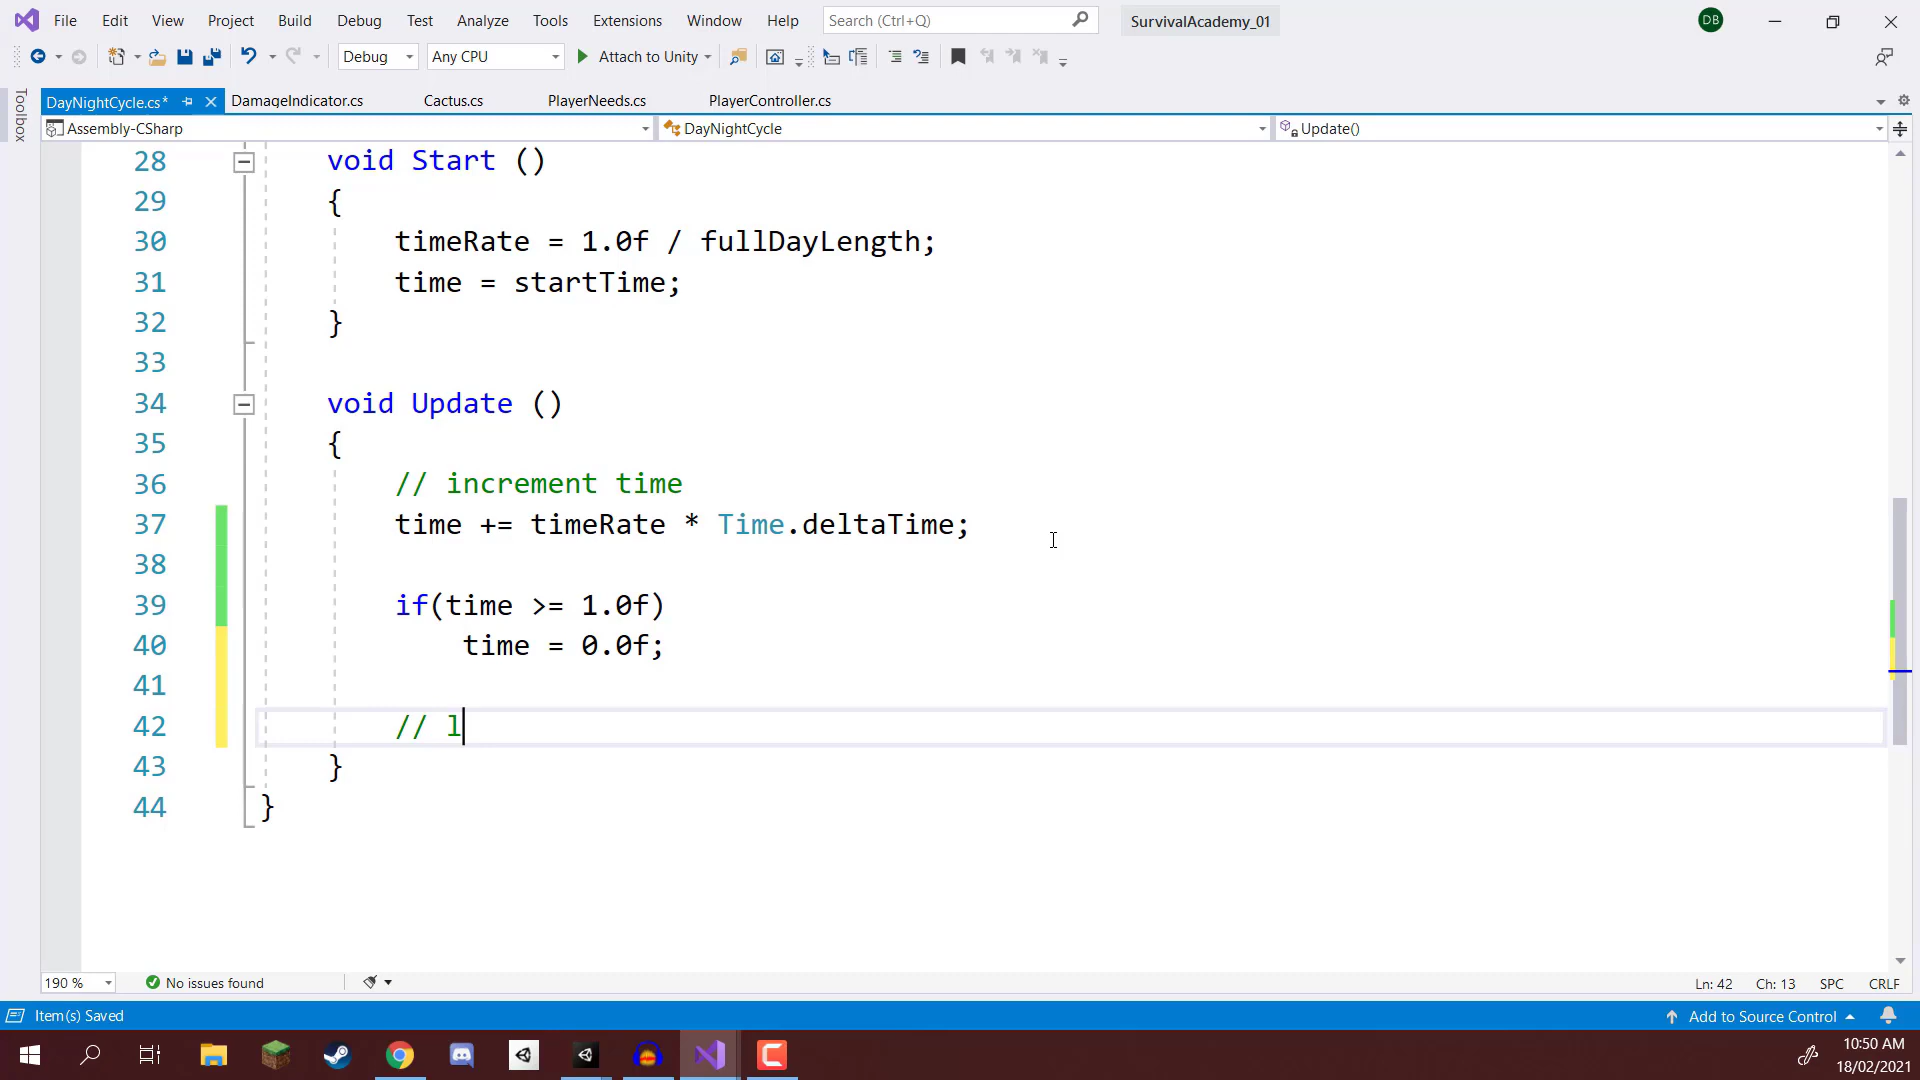 File Edit View Project Build Debug Test Analyze Tools Extensions Window Help Search (Ctrl+Q) SurvivalAcademy_01 DB
Debug Any CPU Attach to Unity
Toolbox
DayNightCycle.cs* DamageIndicator.cs Cactus.cs PlayerNeeds.cs PlayerController.cs
Assembly-CSharp DayNightCycle Update()
28 void Start ()
29 {
30 timeRate = 1.0f / fullDayLength;
31 time = startTime;
32 }
33
34 void Update ()
35 {
36 // increment time
37 time += timeRate * Time.deltaTime;
38
39 if(time >= 1.0f)
40 time = 0.0f;
41
42 // l
43 }
44 }
190 % No issues found Ln: 42 Ch: 13 SPC CRLF
Item(s) Saved Add to Source Control
10:50 AM
18/02/2021